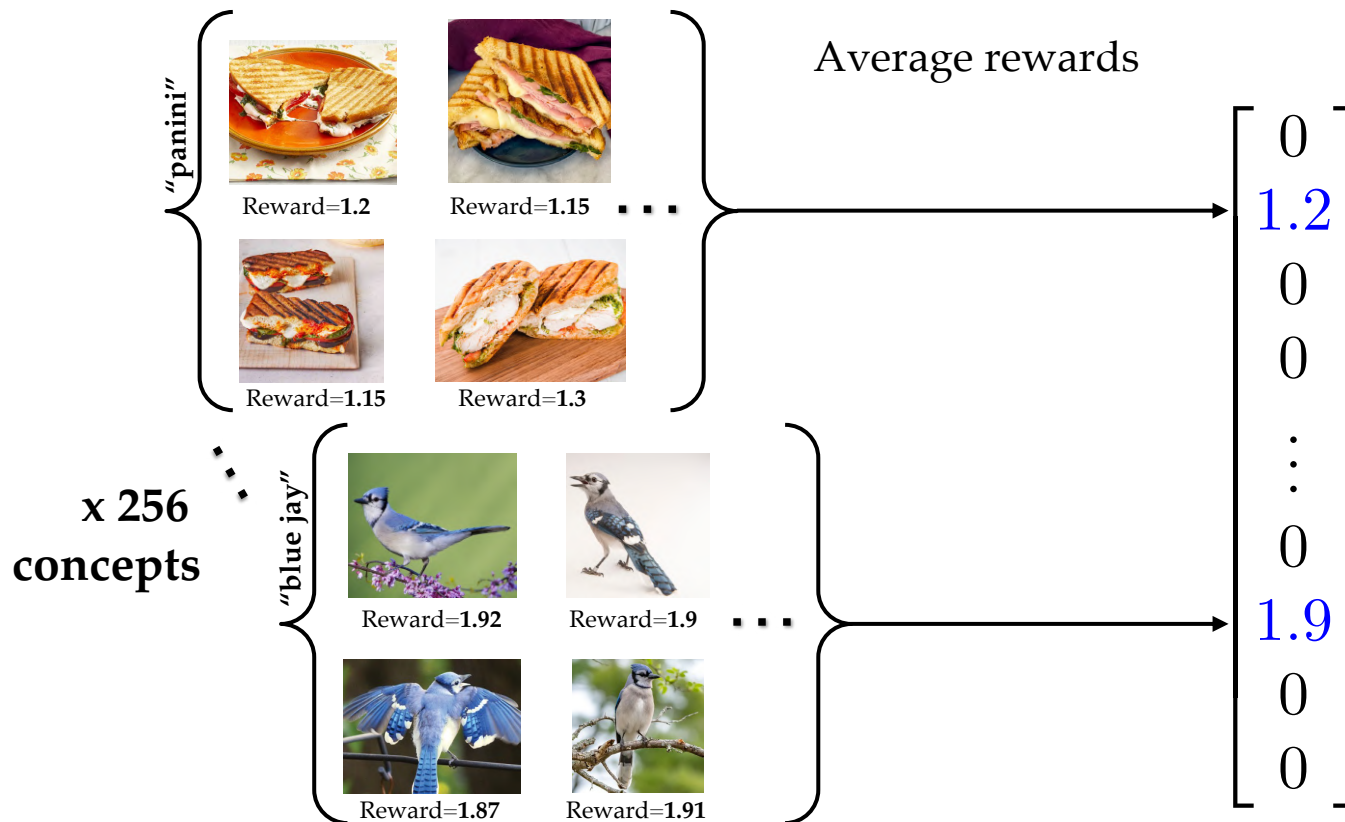 Average rewards
“panini”
Reward=1.2
Reward=1.15
...
Reward=1.15
Reward=1.3
...
x 256
concepts
“blue jay”
Reward=1.92
Reward=1.9
...
Reward=1.87
Reward=1.91
0
1.2
0
0
⋮
0
1.9
0
0